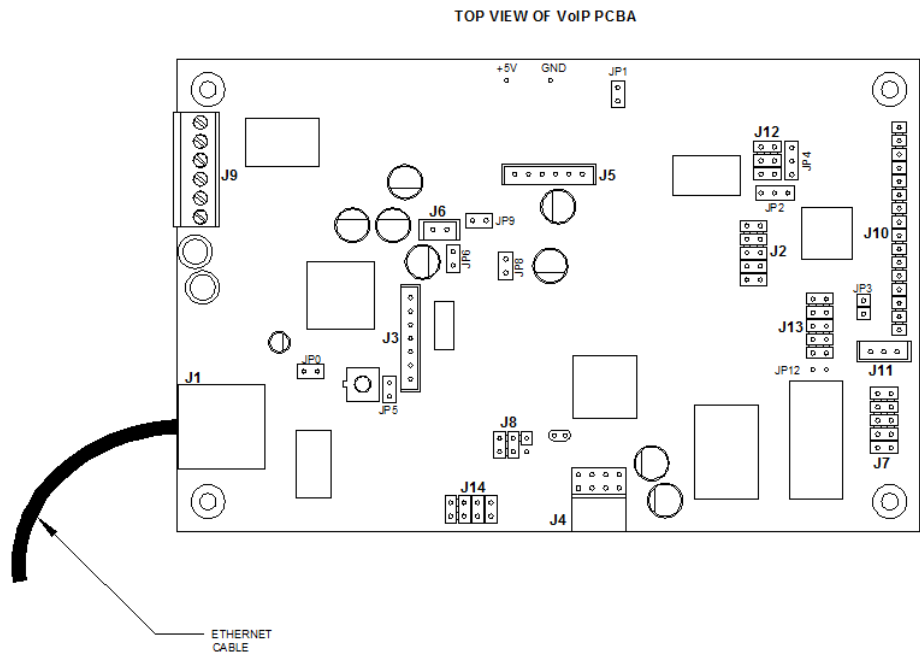 TOP VIEW OF VoIP PCBA
+5V
GND
JP1
J12
JP4
J9
J5
JP2
J6
JP9
J10
J2
JP6
JP8
JP3
J3
J13
JP0
J11
J1
JP12
JP5
J8
J7
J14
J4
ETHERNET
CABLE